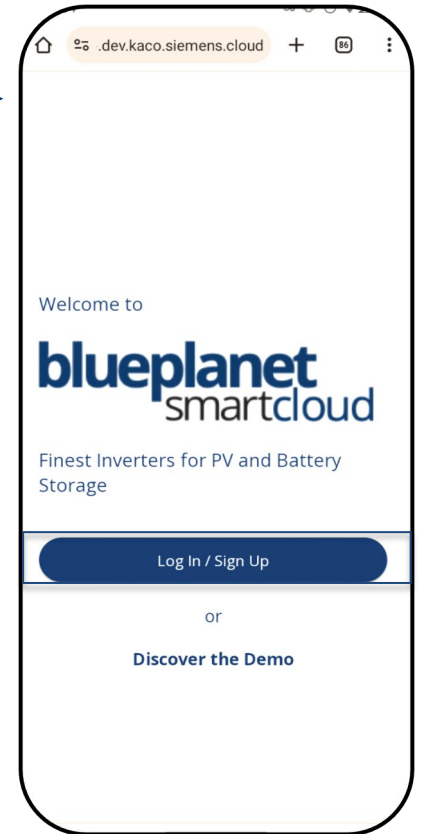 .dev.kaco.siemens.cloud
86
Welcome to
blueplanet
smartcloud
Finest Inverters for PV and Battery
Storage
Log In / Sign Up
or
Discover the Demo